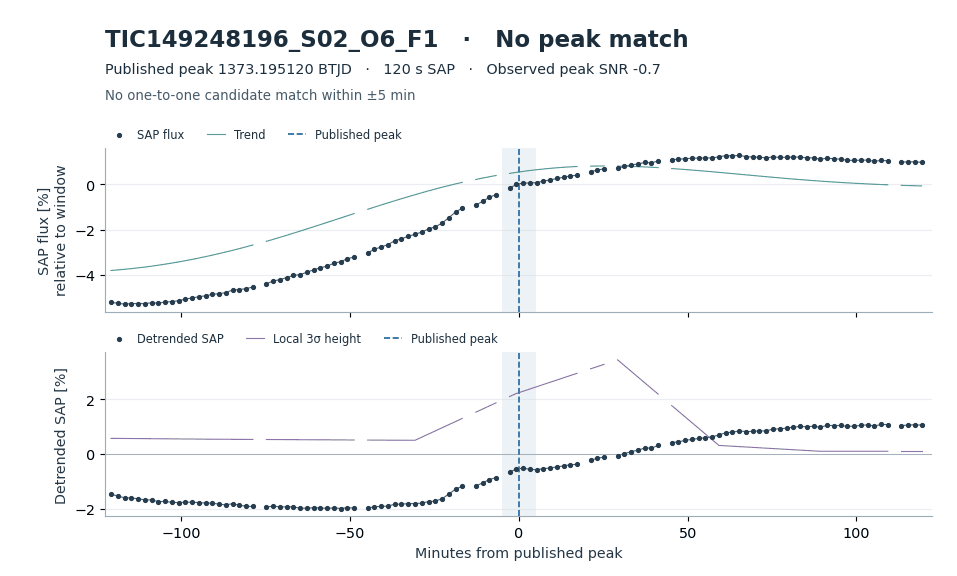 TIC149248196_S02_O6_F1 · No peak match
Published peak 1373.195120 BTJD · 120 s SAP · Observed peak SNR -0.7
No one-to-one candidate match within ±5 min
SAP flux Trend Published peak
SAP flux [%]
relative to window
0
−2
−4
Detrended SAP Local 3σ height Published peak
Detrended SAP [%]
2
0
−2
−100 −50 0 50 100
Minutes from published peak